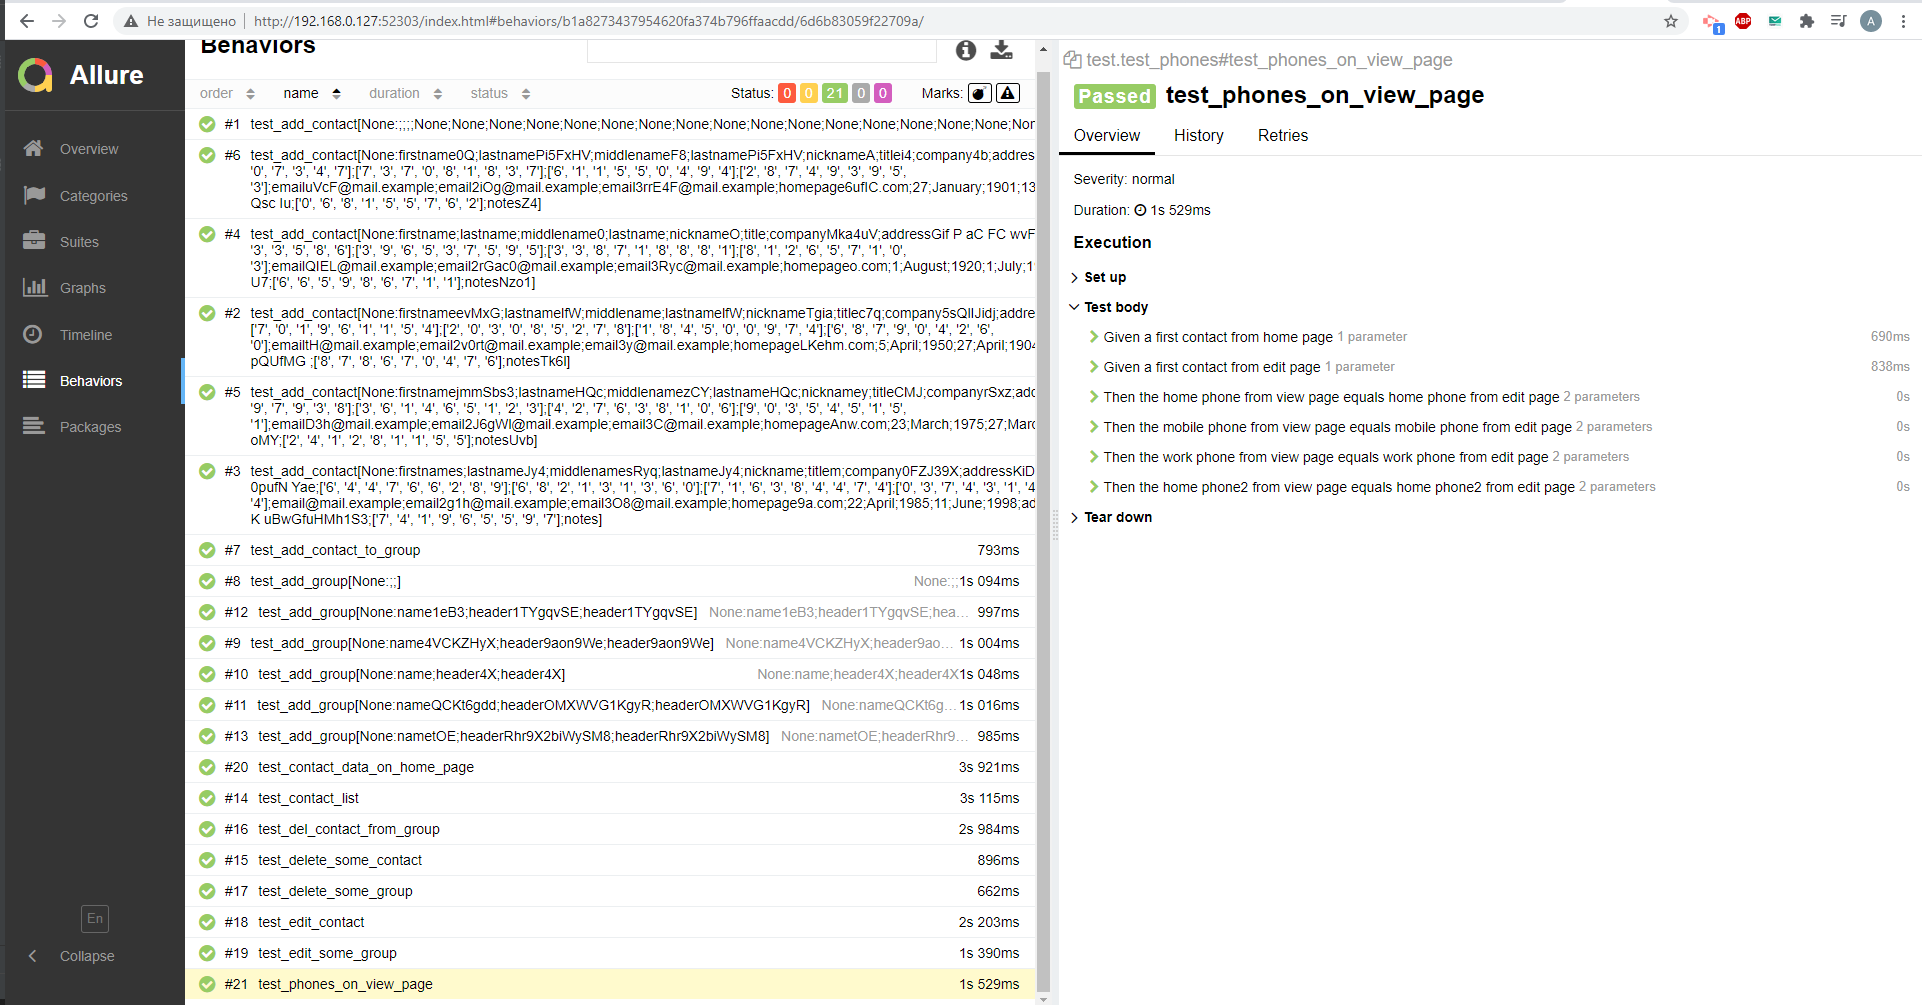 Не защищено
http://192.168.0.127:52303/index.html#behaviors/b1a8273437954620fa374b796ffaacdd/6d6b83059f22709a/
ABP
1
A
Allure
Overview
Categories
Suites
Graphs
Timeline
Behaviors
Packages
En
Collapse
Behaviors
order name duration status Status: 0 0 21 0 0 Marks:
#1 test_add_contact[None:;;;;None;None;None;None;None;None;None;None;None;None;None;None;None;None;None;None;Non
#6 test_add_contact[None:firstname0Q;lastnamePi5FxHV;middlenameF8;lastnamePi5FxHV;nicknameA;titlei4;company4b;addres
'0', '7', '3', '4', '7'];['7', '3', '7', '0', '8', '1', '8', '3', '7'];['6', '1', '1', '5', '5', '0', '4', '9', '4'];['2', '8', '7', '4', '9', '3', '9', '5',
'3'];emailuVcF@mail.example;email2iOg@mail.example;email3rrE4F@mail.example;homepage6ufIC.com;27;January;1901;13
Qsc Iu;['0', '6', '8', '1', '5', '5', '7', '6', '2'];notesZ4]
#4 test_add_contact[None:firstname;lastname;middlename0;lastname;nicknameO;title;companyMka4uV;addressGif P aC FC wvF
'3', '3', '5', '8', '6'];['3', '9', '6', '5', '3', '7', '5', '9', '5'];['3', '3', '8', '7', '1', '8', '8', '8', '1'];['8', '1', '2', '6', '5', '7', '1', '0',
'3'];emailQIEL@mail.example;email2rGac0@mail.example;email3Ryc@mail.example;homepageo.com;1;August;1920;1;July;1
U7;['6', '6', '5', '9', '8', '6', '7', '1', '1'];notesNzo1]
#2 test_add_contact[None:firstnameevMxG;lastnameIfW;middlename;lastnameIfW;nicknameTgia;titlec7q;company5sQIIJidj;addre
['7', '0', '1', '9', '6', '1', '1', '5', '4'];['2', '0', '3', '0', '8', '5', '2', '7', '8'];['1', '8', '4', '5', '0', '0', '9', '7', '4'];['6', '8', '7', '9', '0', '4', '2', '6',
'0'];emailtH@mail.example;email2v0rt@mail.example;email3y@mail.example;homepageLKehm.com;5;April;1950;27;April;1904
pQUfMG ;['8', '7', '8', '6', '7', '0', '4', '7', '6'];notesTk6I]
#5 test_add_contact[None:firstnamejmmSbs3;lastnameHQc;middlenamezCY;lastnameHQc;nicknamey;titleCMJ;companyrSxz;add
'9', '7', '9', '3', '8'];['3', '6', '1', '4', '6', '5', '1', '2', '3'];['4', '2', '7', '6', '3', '8', '1', '0', '6'];['9', '0', '3', '5', '4', '5', '1', '5',
'1'];emailD3h@mail.example;email2J6gWI@mail.example;email3C@mail.example;homepageAnw.com;23;March;1975;27;Marc
oMY;['2', '4', '1', '2', '8', '1', '1', '5', '5'];notesUvb]
#3 test_add_contact[None:firstnames;lastnameJy4;middlenamesRyq;lastnameJy4;nickname;titlem;company0FZJ39X;addressKiD
0pufN Yae;['6', '4', '4', '7', '6', '6', '2', '8', '9'];['6', '8', '2', '1', '3', '1', '3', '6', '0'];['7', '1', '6', '3', '8', '4', '4', '7', '4'];['0', '3', '7', '4', '3', '1', '4
'4'];email@mail.example;email2g1h@mail.example;email3O8@mail.example;homepage9a.com;22;April;1985;11;June;1998;ad
K uBwGfuHMh1S3;['7', '4', '1', '9', '6', '5', '5', '9', '7'];notes]
#7 test_add_contact_to_group 793ms
#8 test_add_group[None:;;] None:;;1s 094ms
#12 test_add_group[None:name1eB3;header1TYgqvSE;header1TYgqvSE] None:name1eB3;header1TYgqvSE;hea... 997ms
#9 test_add_group[None:name4VCKZHyX;header9aon9We;header9aon9We] None:name4VCKZHyX;header9ao... 1s 004ms
#10 test_add_group[None:name;header4X;header4X] None:name;header4X;header4X1s 048ms
#11 test_add_group[None:nameQCKt6gdd;headerOMXWVG1KgyR;headerOMXWVG1KgyR] None:nameQCKt6g... 1s 016ms
#13 test_add_group[None:nametOE;headerRhr9X2biWySM8;headerRhr9X2biWySM8] None:nametOE;headerRhr9... 985ms
#20 test_contact_data_on_home_page 3s 921ms
#14 test_contact_list 3s 115ms
#16 test_del_contact_from_group 2s 984ms
#15 test_delete_some_contact 896ms
#17 test_delete_some_group 662ms
#18 test_edit_contact 2s 203ms
#19 test_edit_some_group 1s 390ms
#21 test_phones_on_view_page 1s 529ms
test.test_phones#test_phones_on_view_page
Passed test_phones_on_view_page
Overview History Retries
Severity: normal
Duration: 1s 529ms
Execution
Set up
Test body
Given a first contact from home page 1 parameter 690ms
Given a first contact from edit page 1 parameter 838ms
Then the home phone from view page equals home phone from edit page 2 parameters 0s
Then the mobile phone from view page equals mobile phone from edit page 2 parameters 0s
Then the work phone from view page equals work phone from edit page 2 parameters 0s
Then the home phone2 from view page equals home phone2 from edit page 2 parameters 0s
Tear down